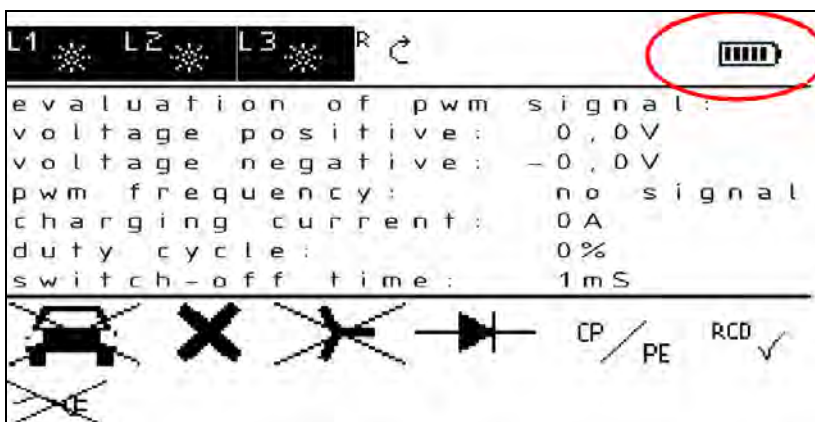 L1 L2 L3 R
evaluation of pwm signal:
voltage positive: 0,0V
voltage negative: -0,0V
pwm frequency: no signal
charging current: 0A
duty cycle: 0%
switch-off time: 1mS
CP/PE RCD